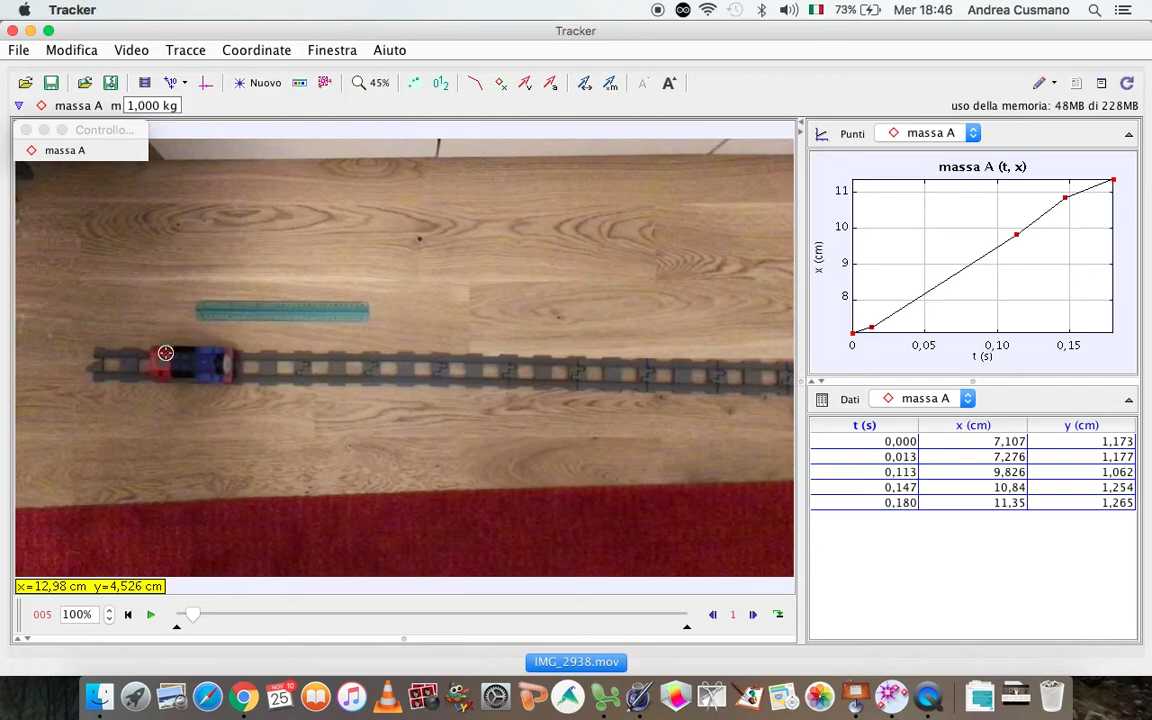 Tracker 73% Mer 18:46 Andrea Cusmano
Tracker
File Modifica Video Tracce Coordinate Finestra Aiuto
Nuovo 45%
massa A m 1,000 kg uso della memoria: 48MB di 228MB
Controllo...
massa A
Punti massa A
massa A (t, x)
11
10
9
8
x (cm)
0 0,05 0,10 0,15
t (s)
Dati massa A
t (s) x (cm) y (cm)
0,000 7,107 1,173
0,013 7,276 1,177
0,113 9,826 1,062
0,147 10,84 1,254
0,180 11,35 1,265
x=12,98 cm y=4,526 cm
005 100% 1
IMG_2938.mov
NOV 10
25